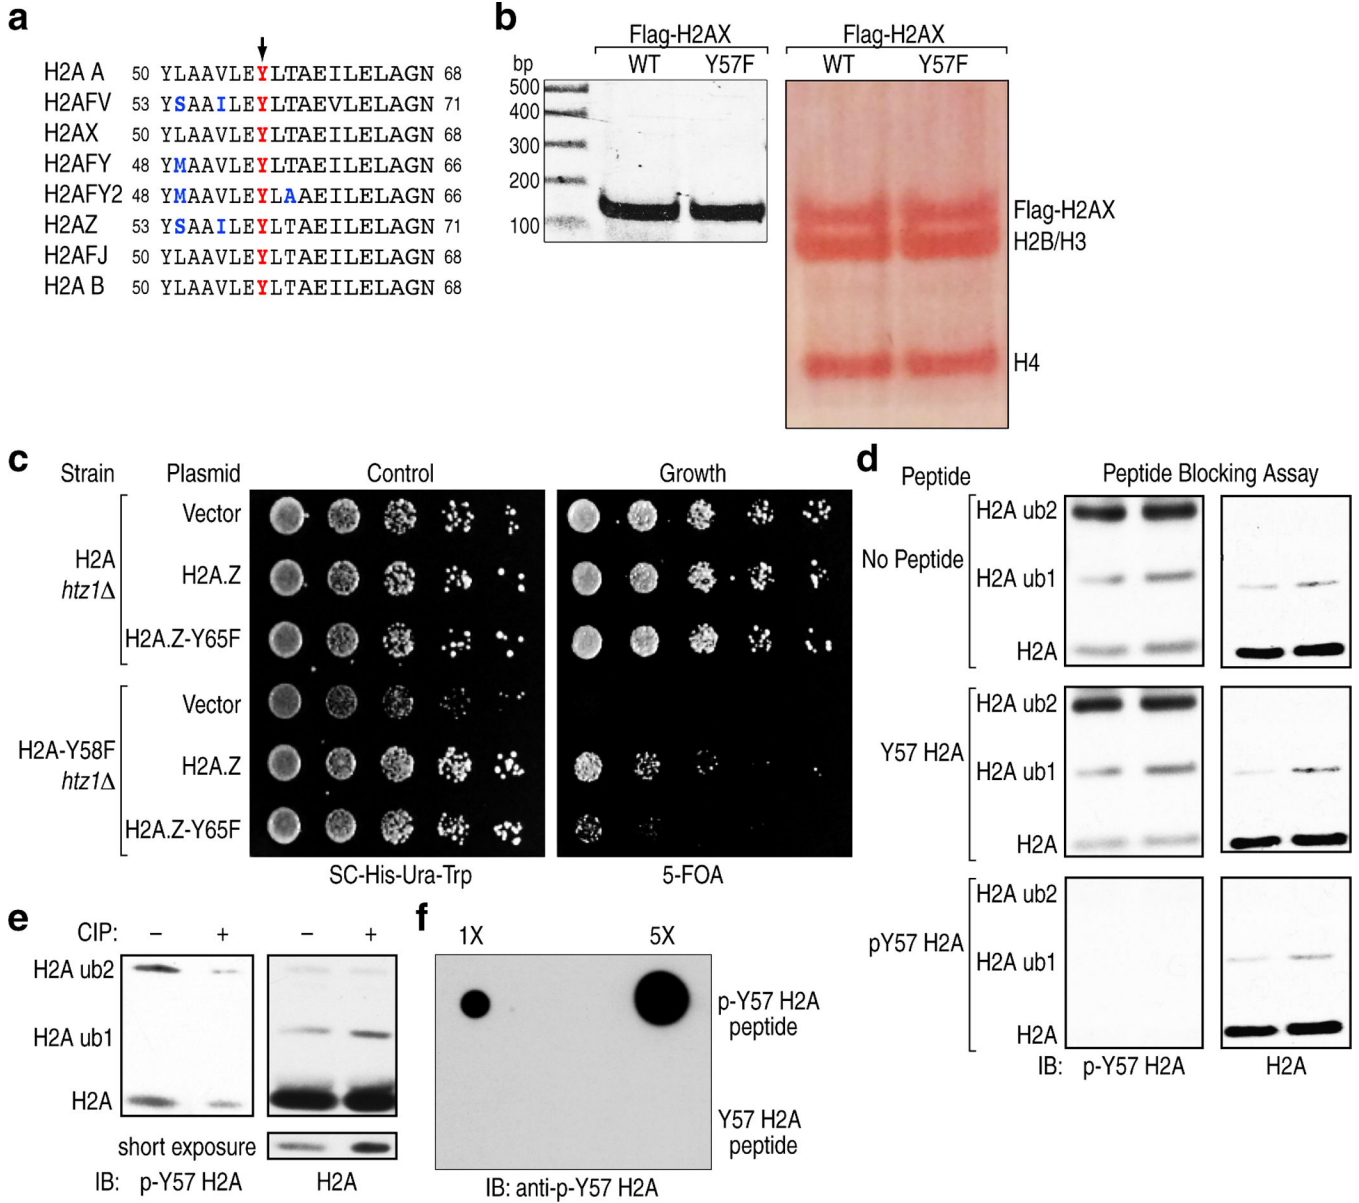 a
H2A A 50 YLAAVLEYLTAEILELAGN 68
H2AFV 53 YSAAILEYLTAEVLELAGN 71
H2AX 50 YLAAVLEYLTAEILELAGN 68
H2AFY 48 YMAAVLEYLTAEILELAGN 66
H2AFY2 48 YMAAVLEYLAAEILELAGN 66
H2AZ 53 YSAAILEYLTAEILELAGN 71
H2AFJ 50 YLAAVLEYLTAEILELAGN 68
H2A B 50 YLAAVLEYLTAEILELAGN 68
b
Flag-H2AX Flag-H2AX
bp WT Y57F WT Y57F
500
400
300
200
100
Flag-H2AX
H2B/H3
H4
c
Strain Plasmid Control Growth
H2A
htz1Δ
Vector
H2A.Z
H2A.Z-Y65F
H2A-Y58F
htz1Δ
Vector
H2A.Z
H2A.Z-Y65F
SC-His-Ura-Trp 5-FOA
d
Peptide Peptide Blocking Assay
No Peptide
H2A ub2
H2A ub1
H2A
Y57 H2A
H2A ub2
H2A ub1
H2A
pY57 H2A
H2A ub2
H2A ub1
H2A
IB: p-Y57 H2A H2A
e
CIP: – + – +
H2A ub2
H2A ub1
H2A
short exposure
IB: p-Y57 H2A H2A
f
1X 5X
p-Y57 H2A
peptide
Y57 H2A
peptide
IB: anti-p-Y57 H2A